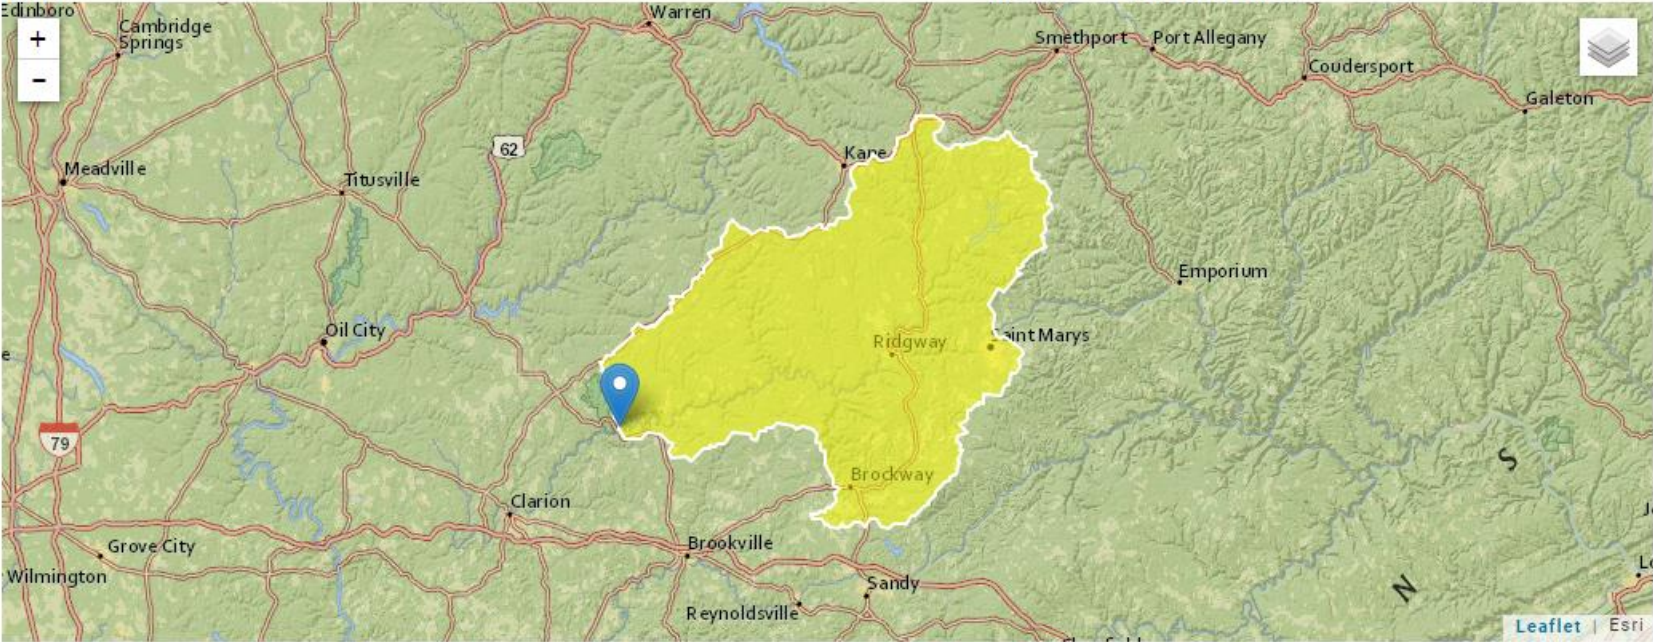 Edinboro
Warren
Cambridge
Springs
+
-
Smethport
Port Allegany
Coudersport
Galeton
62
Kane
Meadville
Titusville
Emporium
Oil City
Ridgway
Saint Marys
79
Brockway
S
Clarion
Grove City
Brookville
Wilmington
Sandy
N
Reynoldsville
Leaflet | Esri